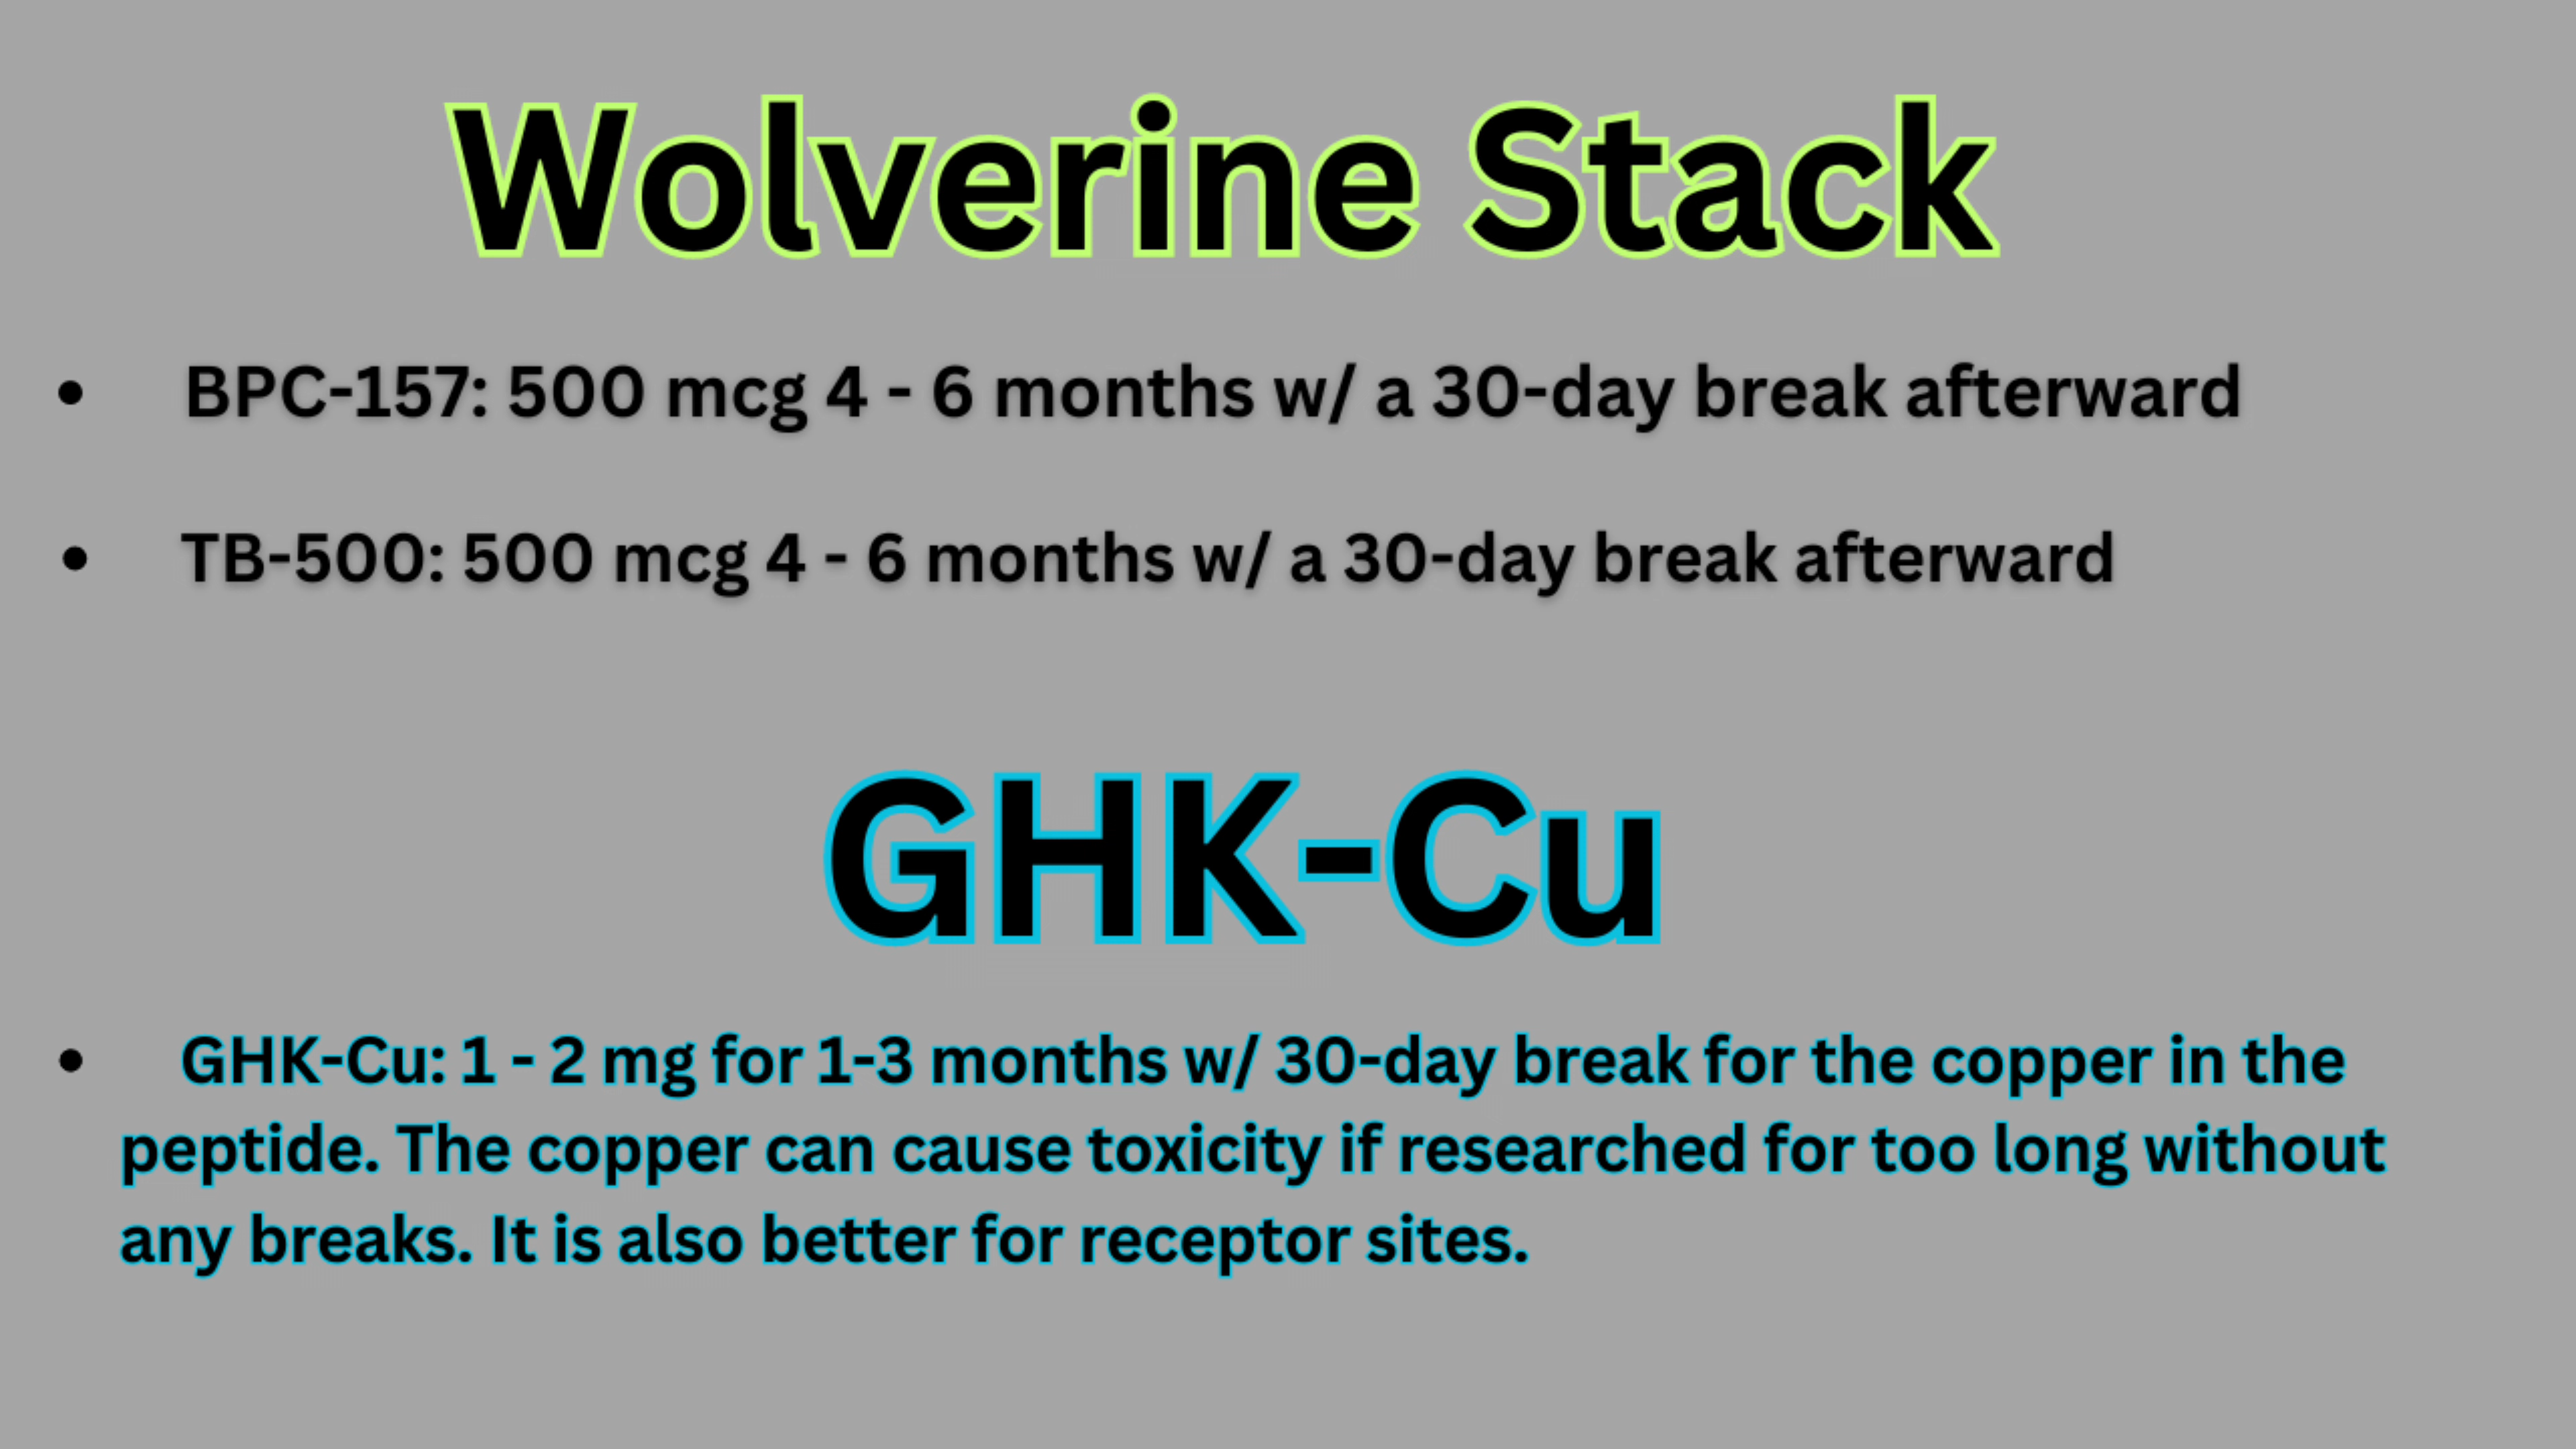 Wolverine Stack
• BPC-157: 500 mcg 4 - 6 months w/ a 30-day break afterward
• TB-500: 500 mcg 4 - 6 months w/ a 30-day break afterward
GHK-Cu
• GHK-Cu: 1 - 2 mg for 1-3 months w/ 30-day break for the copper in the
peptide. The copper can cause toxicity if researched for too long without
any breaks. It is also better for receptor sites.